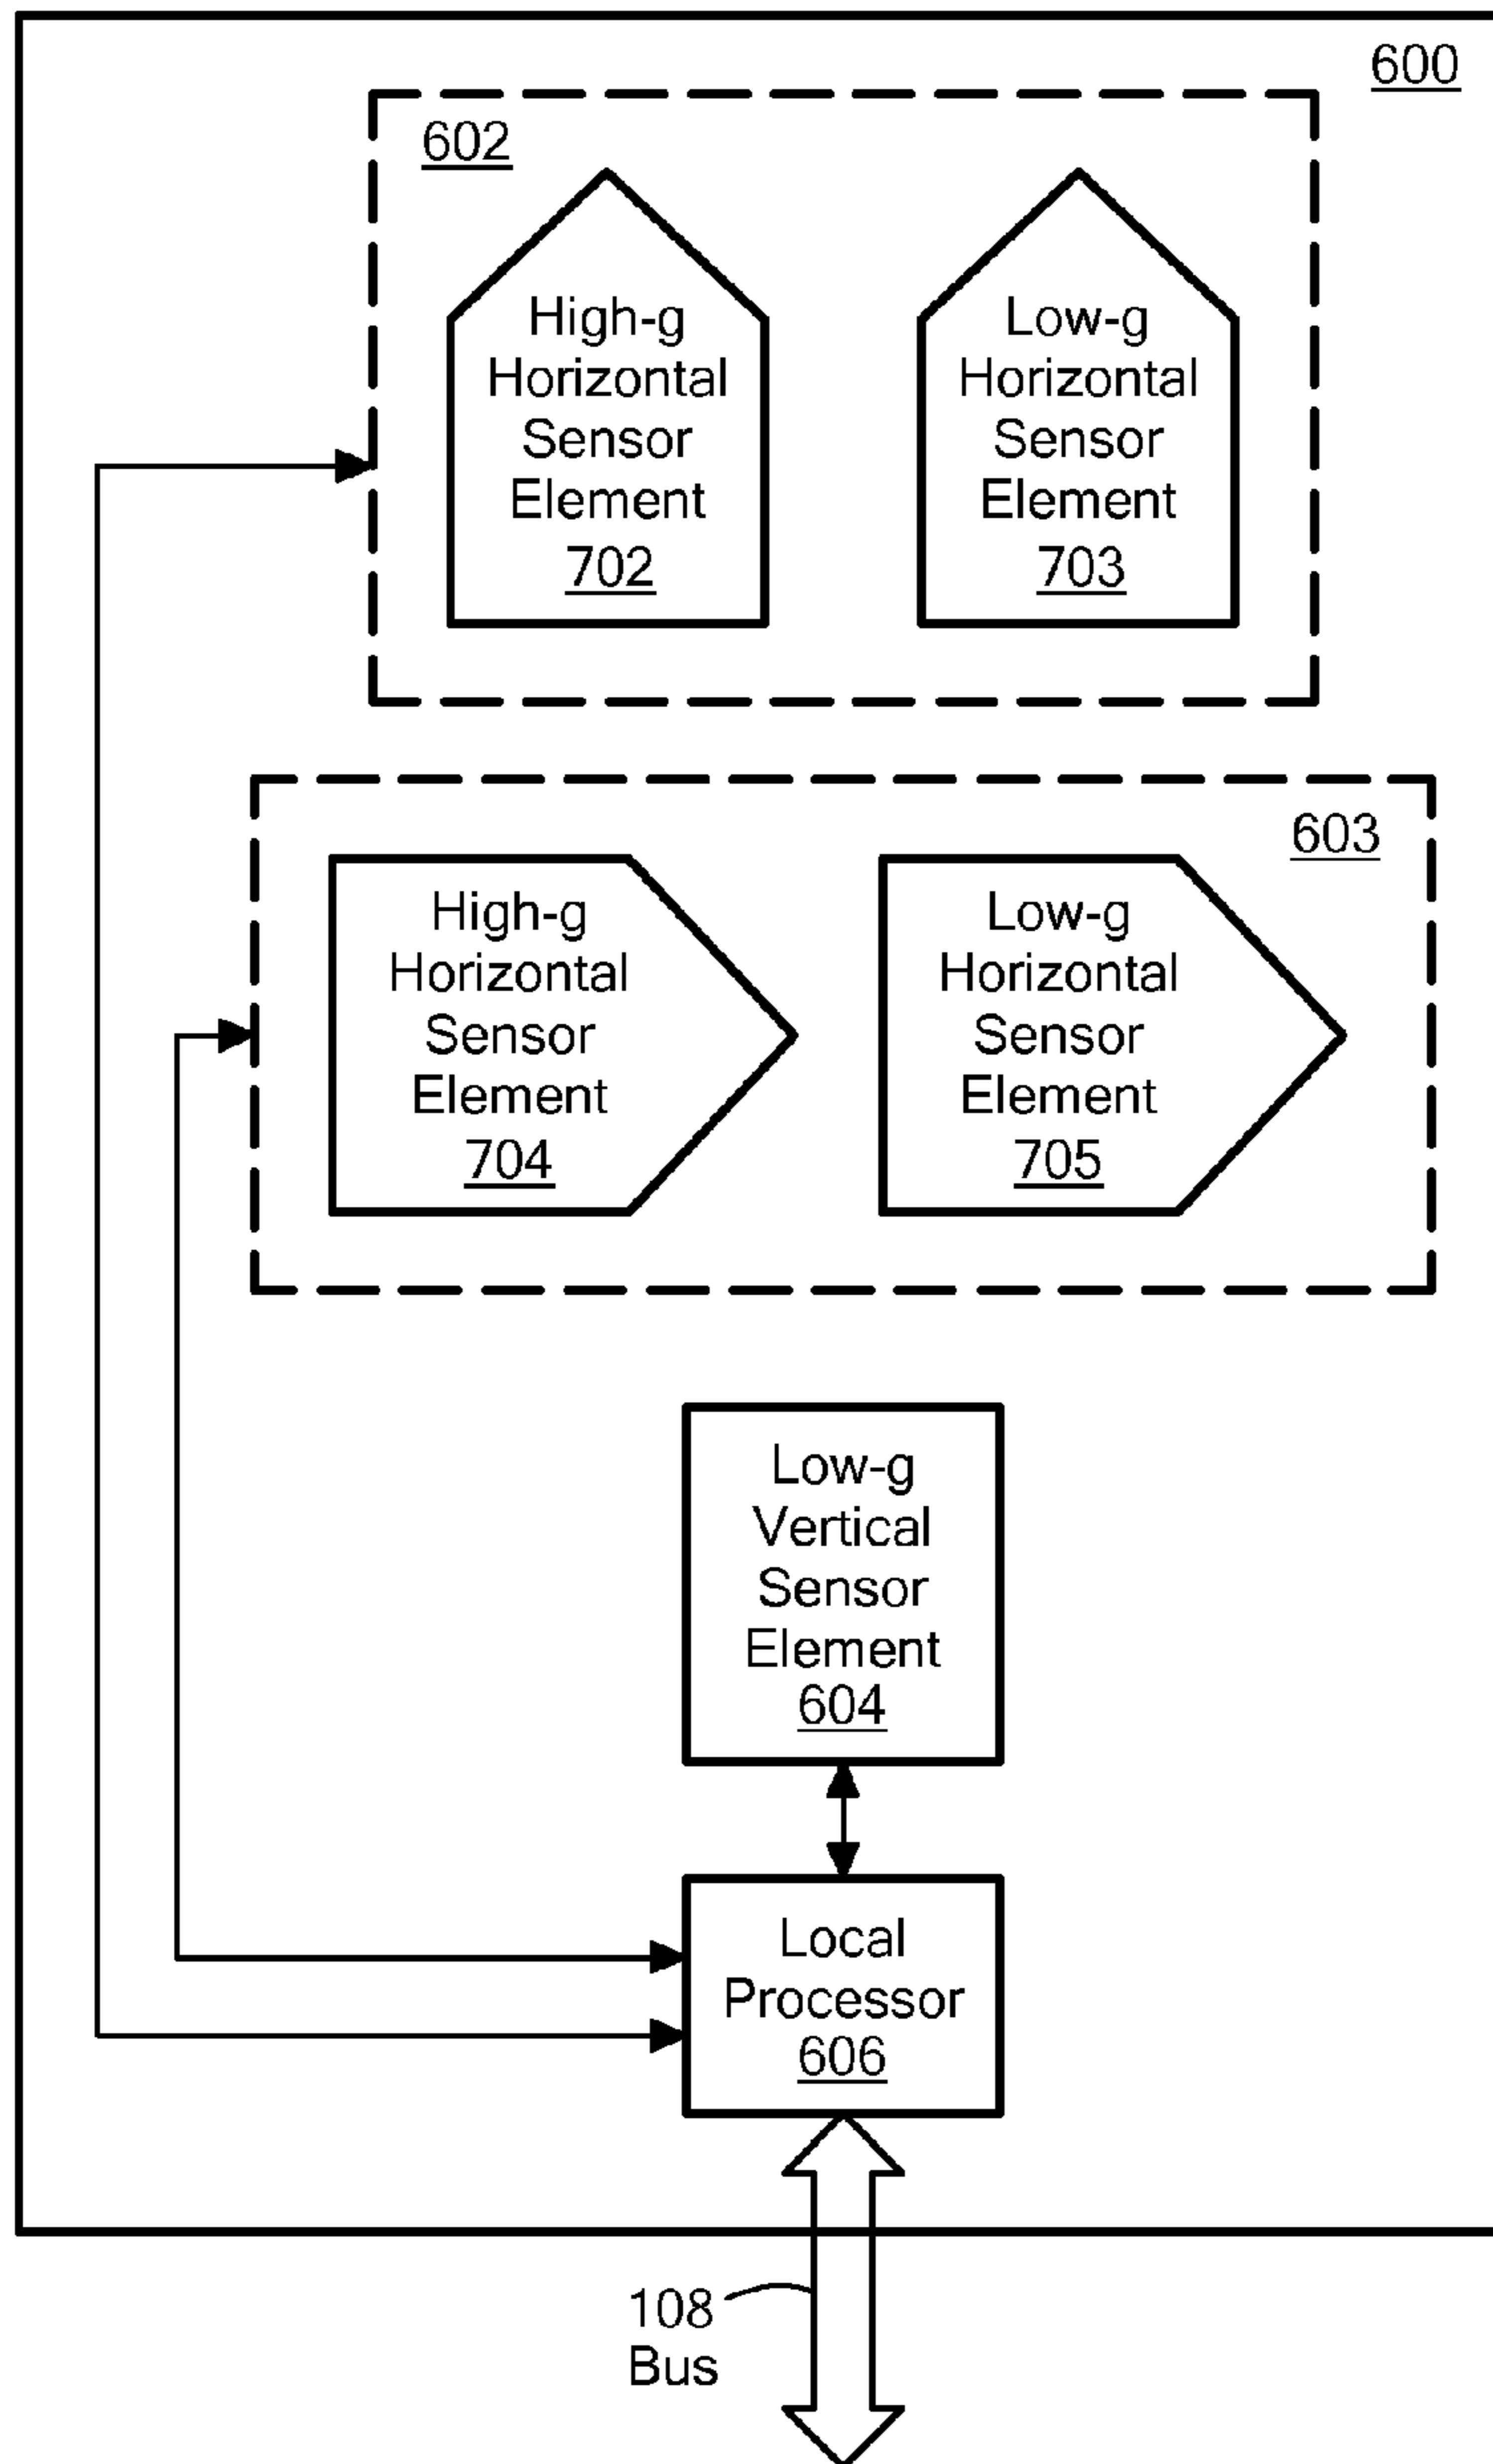 600
602
High-g
Horizontal
Sensor
Element
702
Low-g
Horizontal
Sensor
Element
703
603
High-g
Horizontal
Sensor
Element
704
Low-g
Horizontal
Sensor
Element
705
Low-g
Vertical
Sensor
Element
604
Local
Processor
606
108
Bus